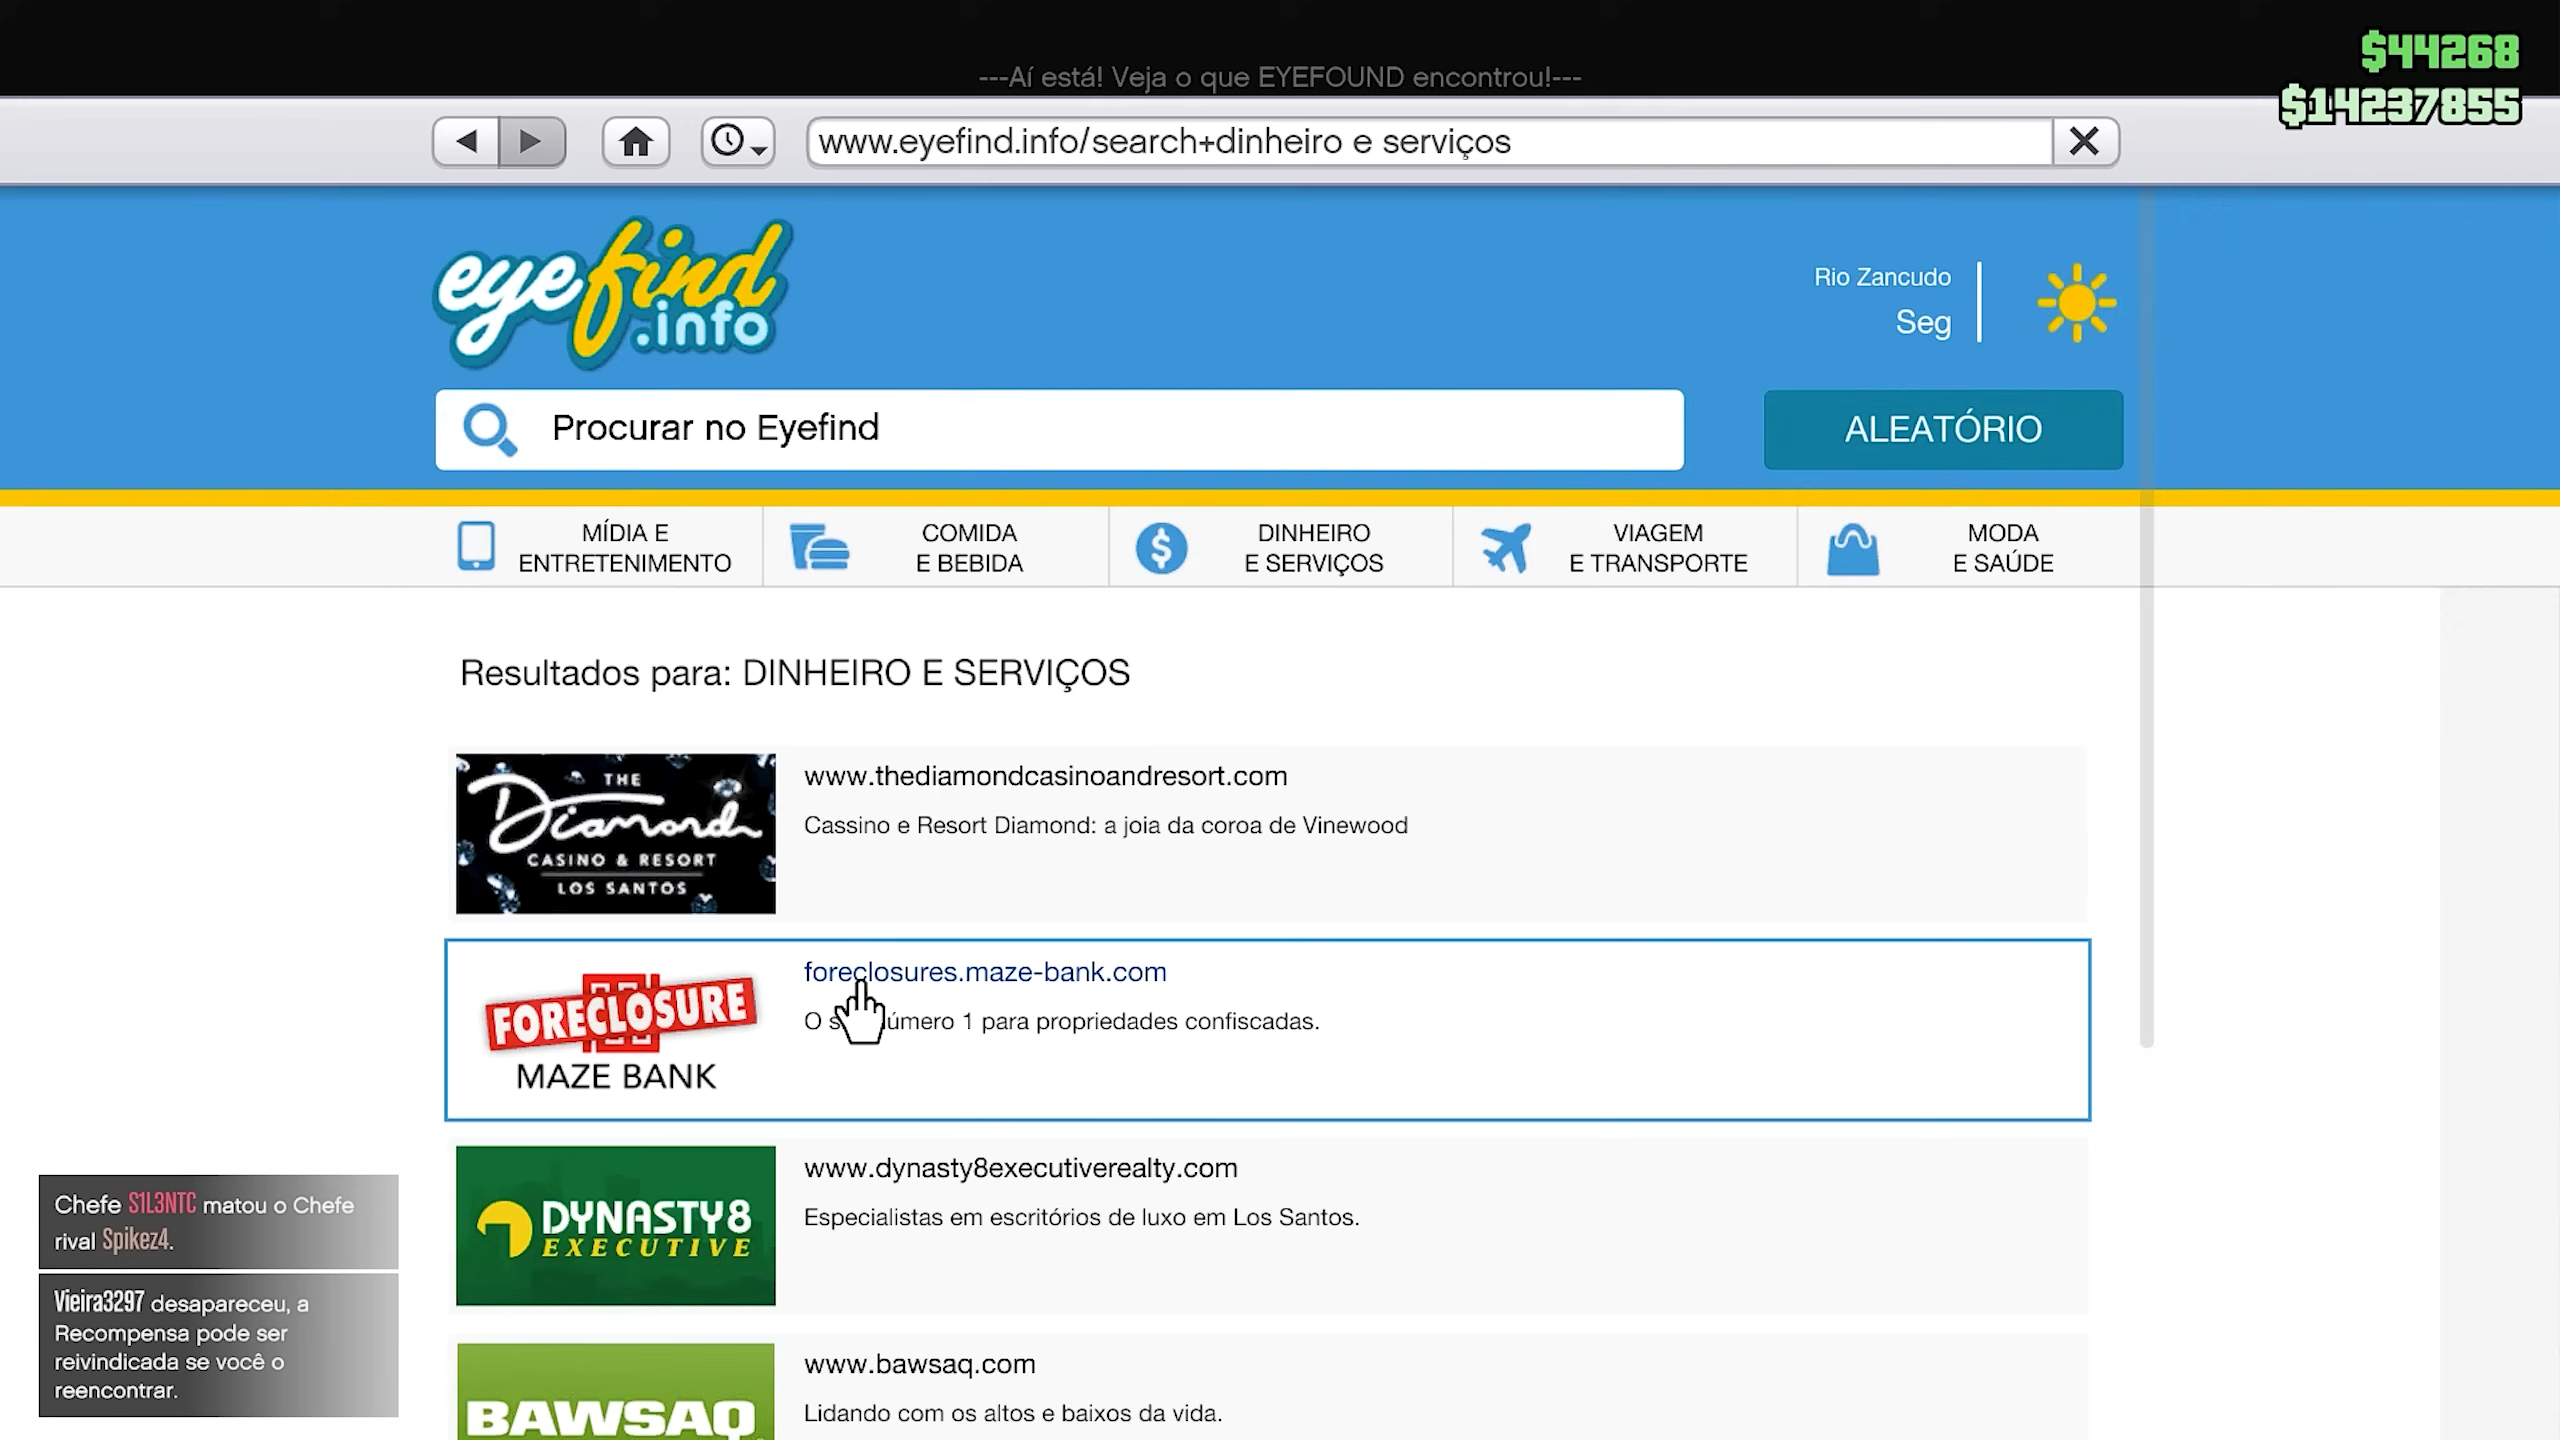 $44268
---Aí está! Veja o que EYEFOUND encontrou!---
$14237855
www.eyefind.info/search+dinheiro e serviços
eyefind
.info
Rio Zancudo
Seg
Procurar no Eyefind
ALEATÓRIO
MÍDIA E
ENTRETENIMENTO
COMIDA
E BEBIDA
DINHEIRO
E SERVIÇOS
VIAGEM
E TRANSPORTE
MODA
E SAÚDE
Resultados para: DINHEIRO E SERVIÇOS
THE
Diamond
CASINO & RESORT
LOS SANTOS
www.thediamondcasinoandresort.com
Cassino e Resort Diamond: a joia da coroa de Vinewood
FORECLOSURE
MAZE BANK
foreclosures.maze-bank.com
O s úmero 1 para propriedades confiscadas.
DYNASTY8
EXECUTIVE
www.dynasty8executiverealty.com
Especialistas em escritórios de luxo em Los Santos.
BAWSAQ
www.bawsaq.com
Lidando com os altos e baixos da vida.
Chefe S1L3NTC matou o Chefe
rival Spikez4.
Vieira3297 desapareceu, a
Recompensa pode ser
reivindicada se você o
reencontrar.